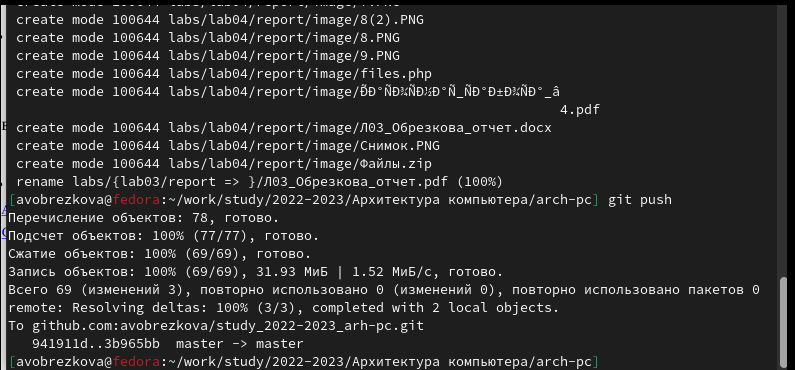 create mode 100644 labs/lab04/report/image/8(2).PNG
create mode 100644 labs/lab04/report/image/8.PNG
create mode 100644 labs/lab04/report/image/9.PNG
create mode 100644 labs/lab04/report/image/files.php
create mode 100644 labs/lab04/report/image/
4.pdf
create mode 100644 labs/lab04/report/image/Л03_Обрезкова_отчет.docx
create mode 100644 labs/lab04/report/image/Снимок.PNG
create mode 100644 labs/lab04/report/image/Файлы.zip
rename labs/{lab03/report => }/Л03_Обрезкова_отчет.pdf (100%)
[avobrezkova@fedora:~/work/study/2022-2023/Архитектура компьютера/arch-pc] git push
Перечисление объектов: 78, готово.
Подсчет объектов: 100% (77/77), готово.
Сжатие объектов: 100% (69/69), готово.
Запись объектов: 100% (69/69), 31.93 МиБ | 1.52 МиБ/с, готово.
Всего 69 (изменений 3), повторно использовано 0 (изменений 0), повторно использовано пакетов 0
remote: Resolving deltas: 100% (3/3), completed with 2 local objects.
To github.com:avobrezkova/study_2022-2023_arh-pc.git
941911d..3b965bb  master -> master
[avobrezkova@fedora:~/work/study/2022-2023/Архитектура компьютера/arch-pc]